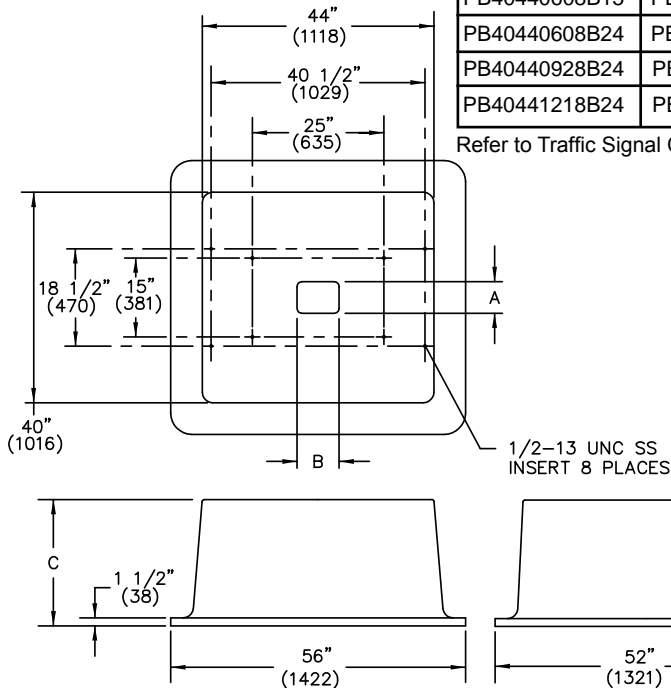 44"
(1118)
40 1/2"
(1029)
25"
(635)
PB40440608B24
PB40440928B24
PB40441218B24
Refer to Traffic Signal
18 1/2"
(470)
15"
(381)
A
40"
(1016)
B
1/2-13 UNC SS
INSERT 8 PLACES
C
1 1/2"
(38)
56"
(1422)
52"
(1321)